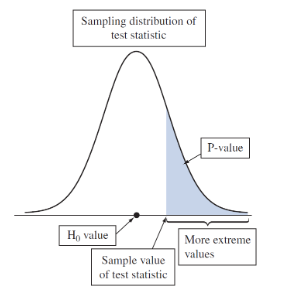 Sampling distribution of
test statistic
P-value
H₀ value
More extreme
values
Sample value
of test statistic